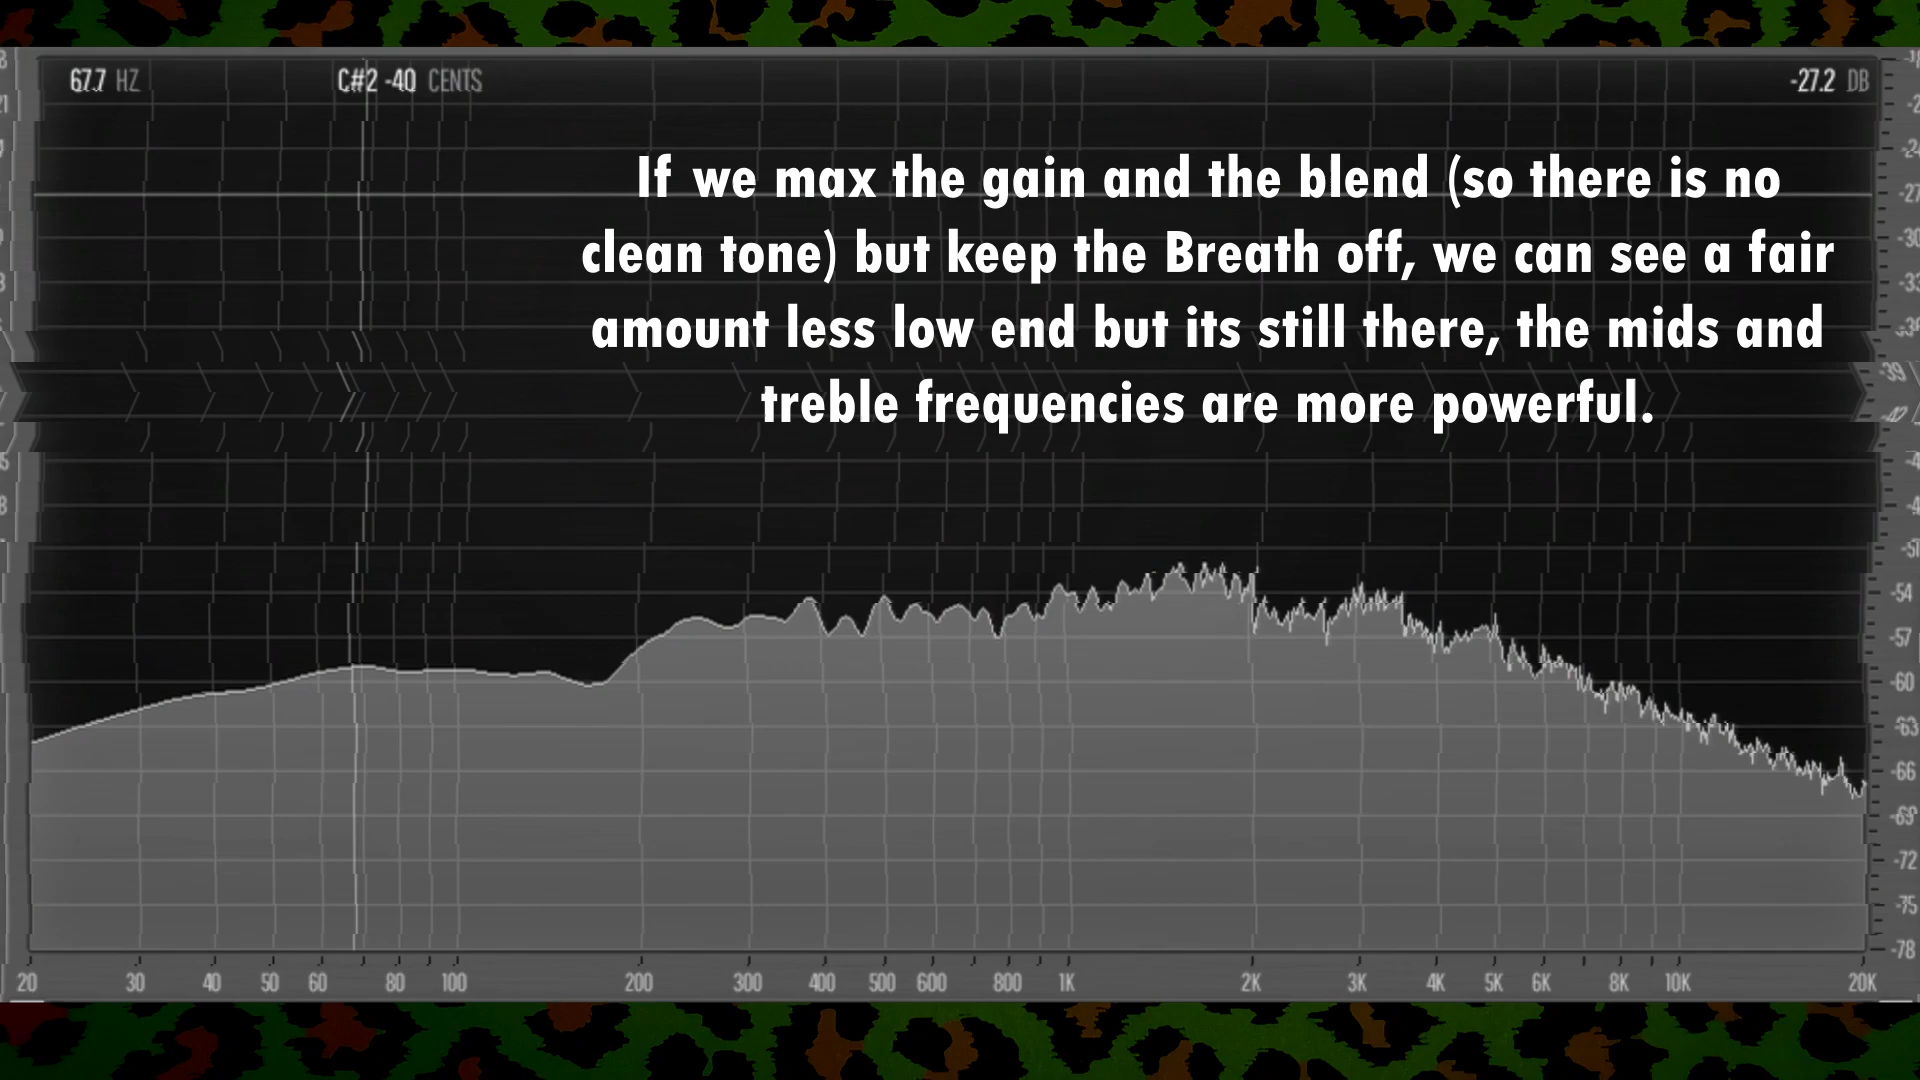 67.7 HZ C#2 -40 CENTS -27.2 DB
If we max the gain and the blend (so there is no
clean tone) but keep the Breath off, we can see a fair
amount less low end but its still there, the mids and
treble frequencies are more powerful.
-39
-42
-51
-54
-57
-60
-63
-66
-69
-72
-75
-78
20 30 40 50 60 80 100 200 300 400 500 600 800 1K 2K 3K 4K 5K 6K 8K 10K 20K